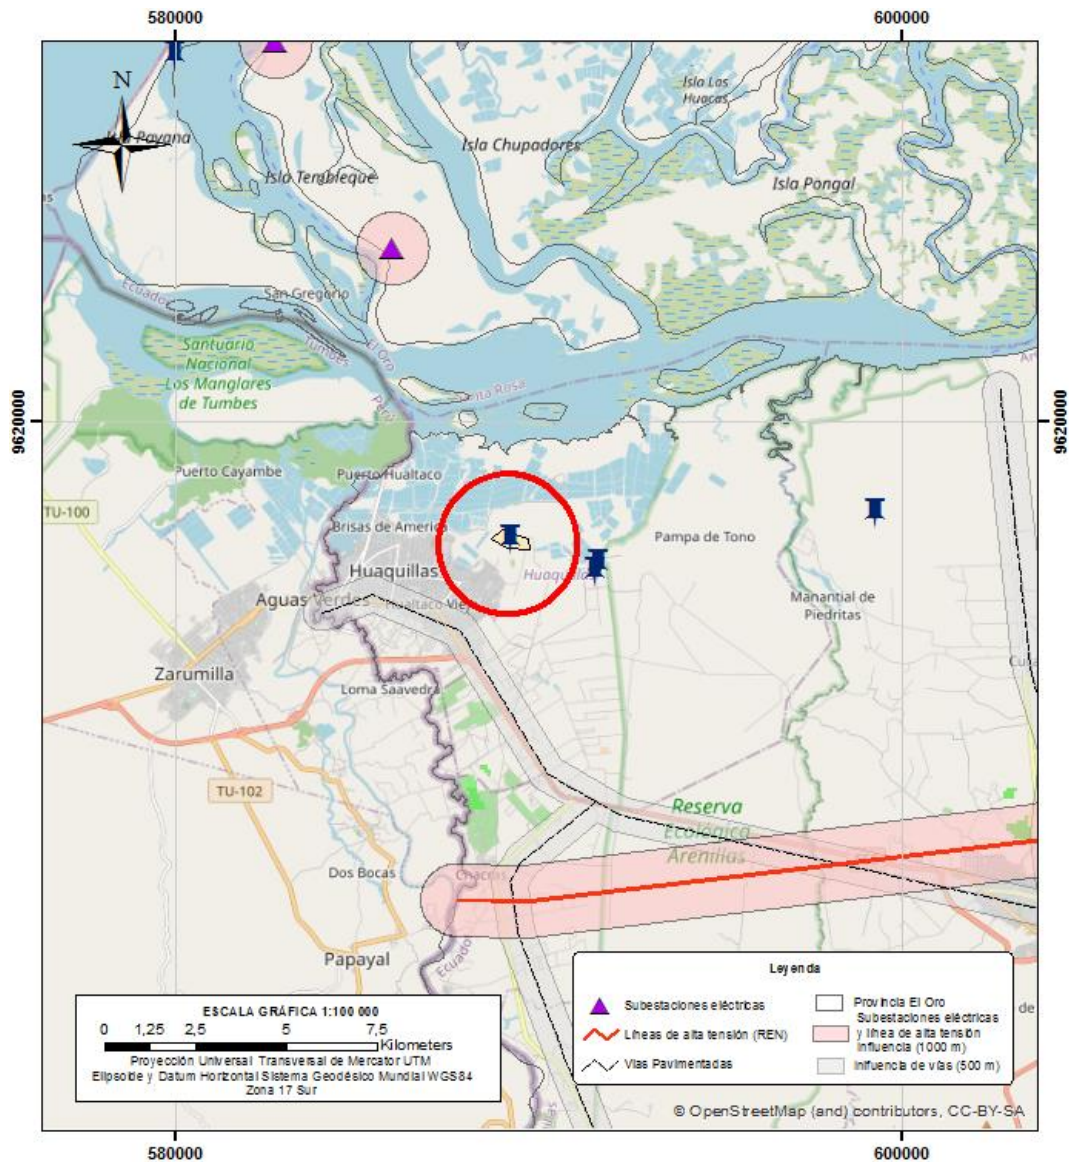 580000
600000
Isla Las
Huacas
N
Payana
Isla Chupadores
Isla Tembleque
Isla Pongal
as
Ecuador
San Gregorio
Tumbes
El Oro
Santuario
Nacional
Los Manglares
de Tumbes
Perú
Santa Rosa
Ar
9620000
9620000
Puerto Cayambe
Puerto Hualtaco
TU-100
Brisas de America
Pampa de Tono
Huaquillas
Huaquillas
Aguas Verdes
Hualtaco Viejo
Manantial de
Piedritas
Zarumilla
Loma Saavedra
TU-102
Reserva
Ecológica
Arenillas
Dos Bocas
Chacras
Papayal
Ecuador
Leyenda
Subestaciones eléctricas
Líneas de alta tensión (REN)
Vías Pavimentadas
Provincia El Oro
Subestaciones eléctricas
y línea de alta tensión
Influencia (1000 m)
Influencia de vías (500 m)
de
ESCALA GRÁFICA 1:100 000
0 1,25 2,5 5 7,5
Kilometers
Proyección Universal Transversal de Mercator UTM
Elipsoide y Datum Horizontal Sistema Geodésico Mundial WGS84
Zona 17 Sur
© OpenStreetMap (and) contributors, CC-BY-SA
580000
600000